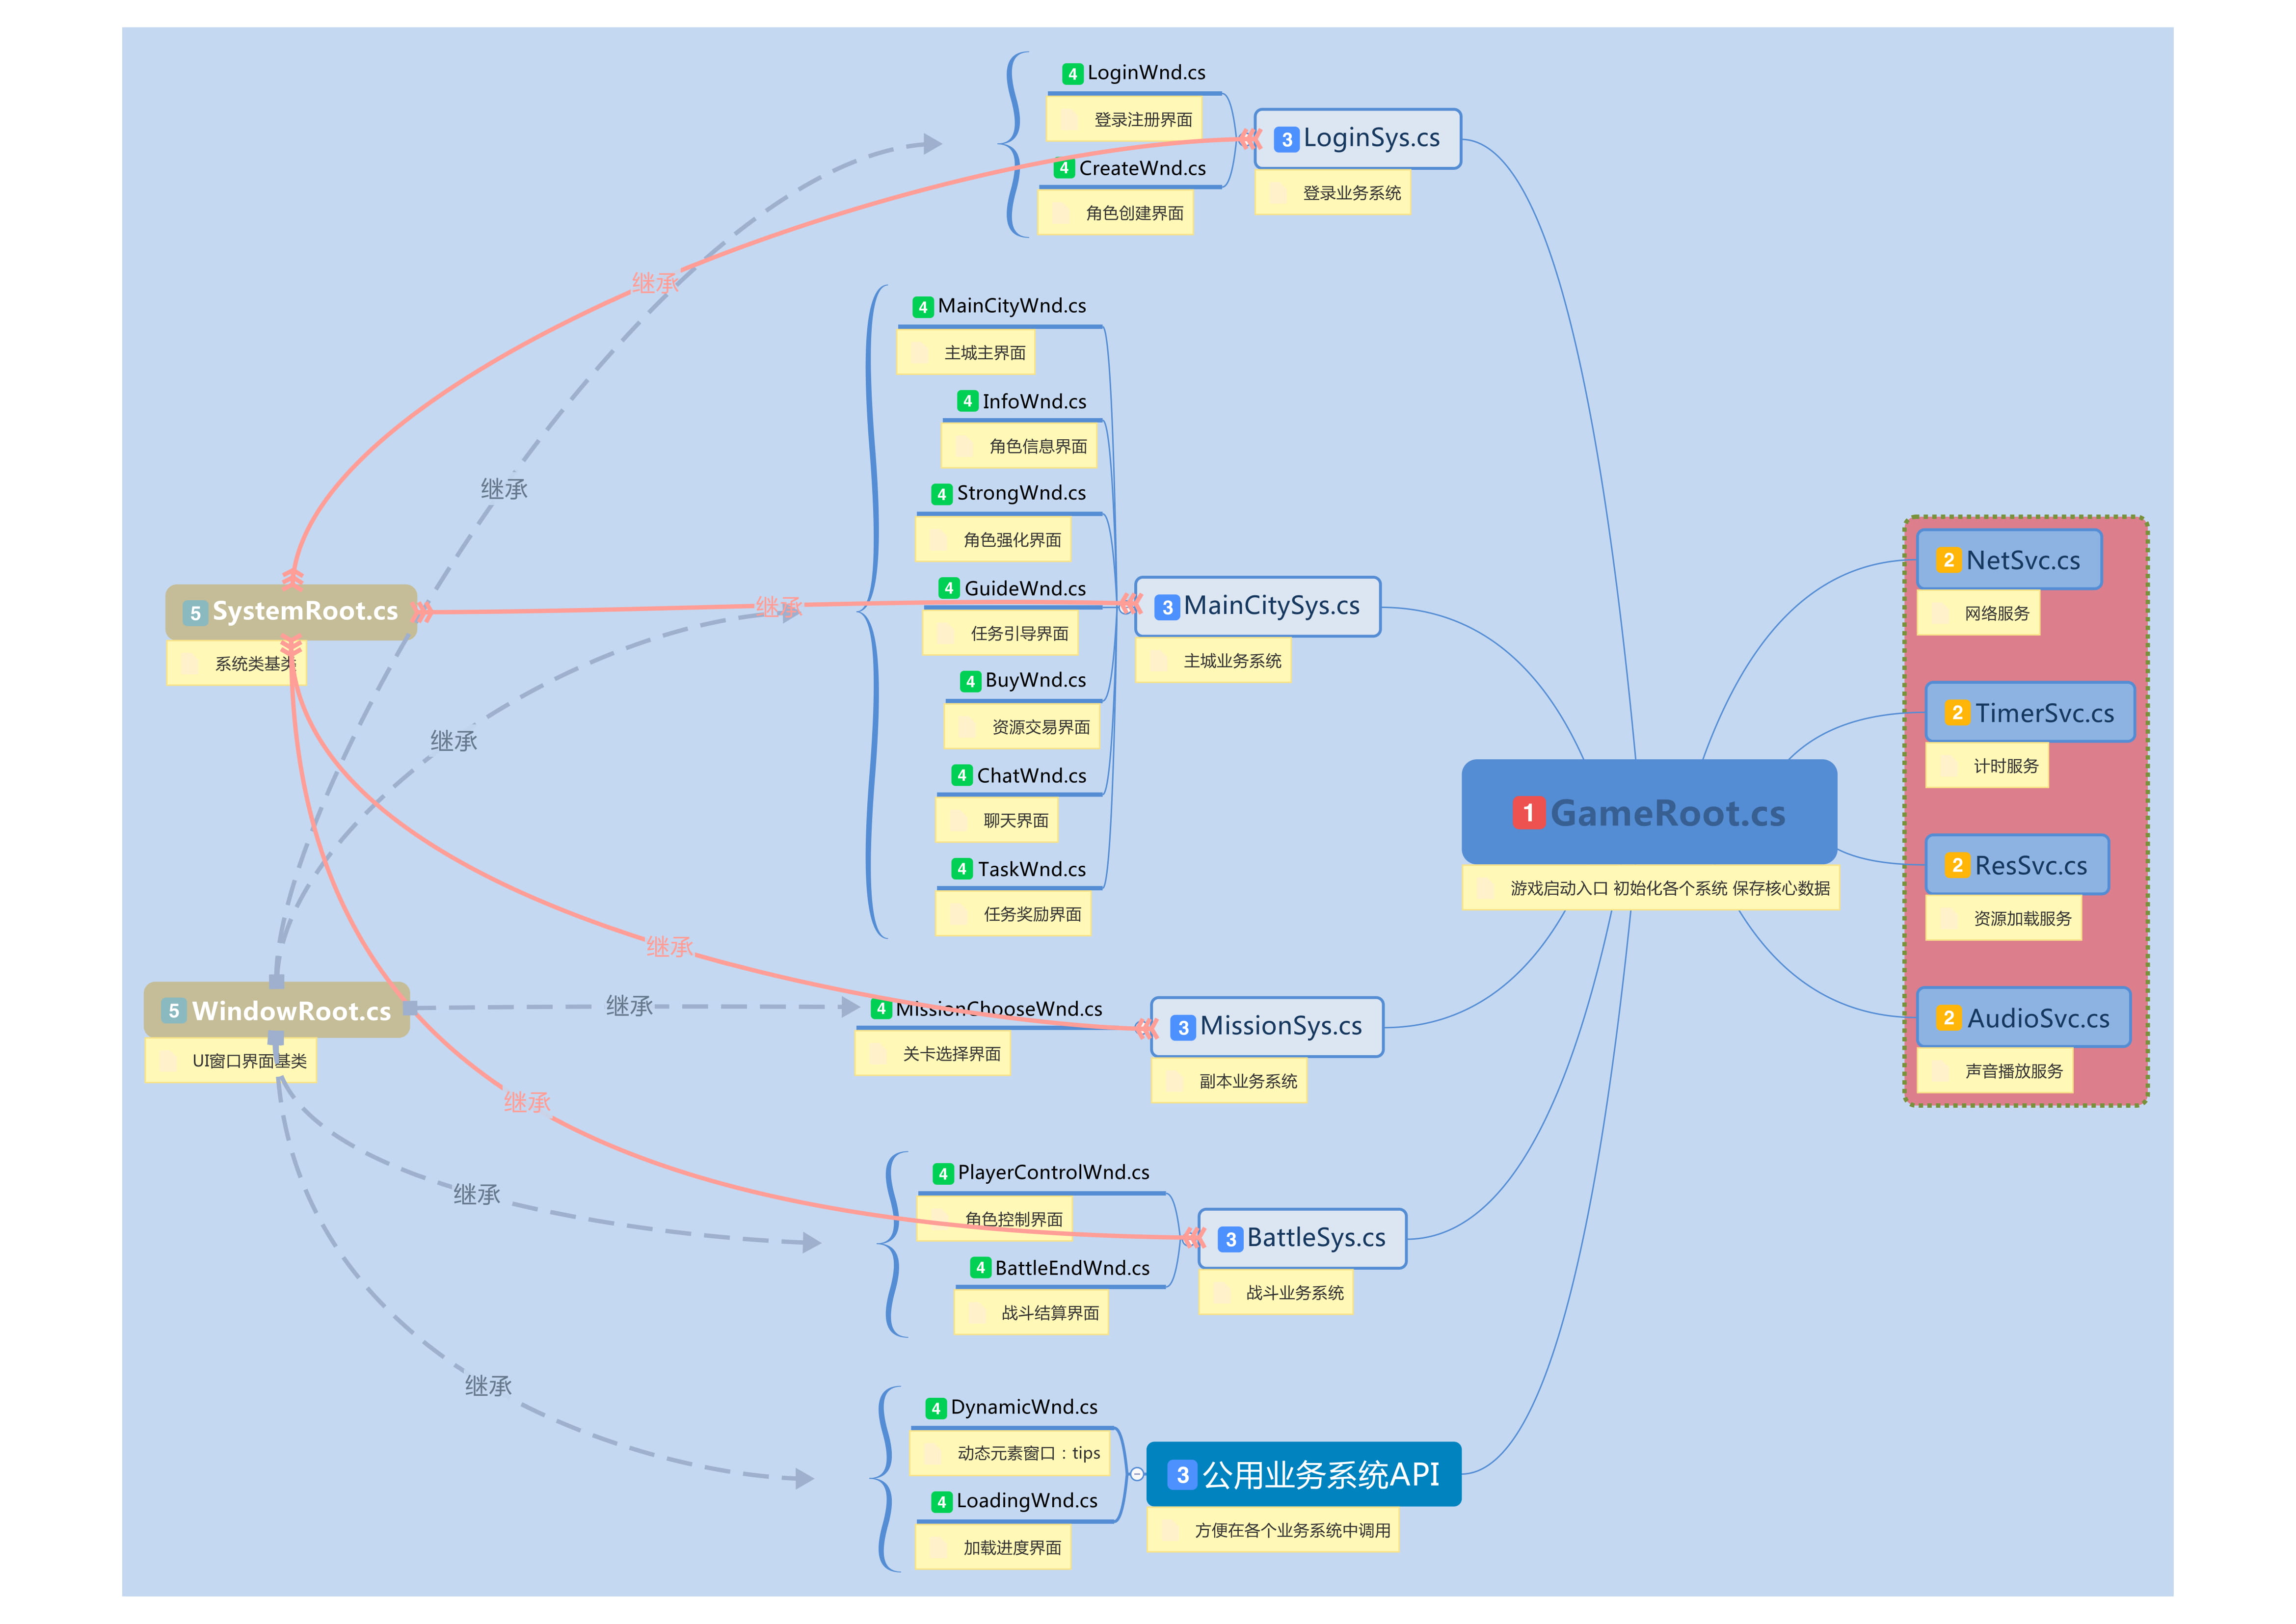 4 LoginWnd.cs
登录注册界面
4 CreateWnd.cs
角色创建界面
3 LoginSys.cs
登录业务系统
继承
继承
4 MainCityWnd.cs
主城主界面
4 InfoWnd.cs
角色信息界面
4 StrongWnd.cs
角色强化界面
4 GuideWnd.cs
任务引导界面
4 BuyWnd.cs
资源交易界面
4 ChatWnd.cs
聊天界面
4 TaskWnd.cs
任务奖励界面
3 MainCitySys.cs
主城业务系统
5 SystemRoot.cs
系统类基类
继承
继承
继承
1 GameRoot.cs
游戏启动入口 初始化各个系统 保存核心数据
2 NetSvc.cs
网络服务
2 TimerSvc.cs
计时服务
2 ResSvc.cs
资源加载服务
2 AudioSvc.cs
声音播放服务
5 WindowRoot.cs
UI窗口界面基类
继承
4 MissionChooseWnd.cs
关卡选择界面
3 MissionSys.cs
副本业务系统
继承
继承
4 PlayerControlWnd.cs
角色控制界面
4 BattleEndWnd.cs
战斗结算界面
3 BattleSys.cs
战斗业务系统
继承
4 DynamicWnd.cs
动态元素窗口：tips
4 LoadingWnd.cs
加载进度界面
3 公用业务系统API
方便在各个业务系统中调用